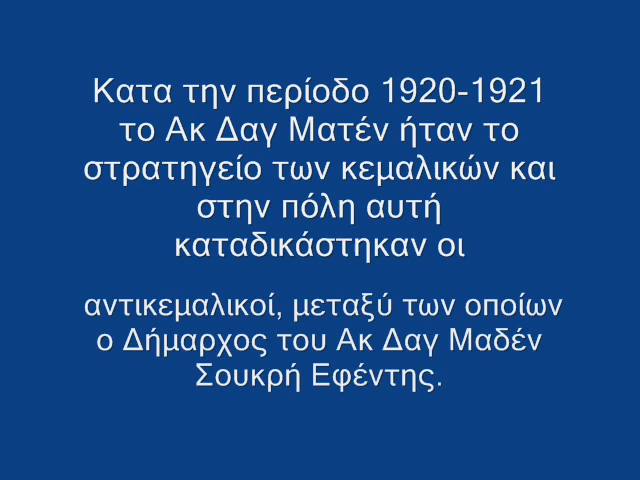 Κατα την περίοδο 1920-1921
το Ακ Δαγ Ματέν ήταν το
στρατηγείο των κεμαλικών και
στην πόλη αυτή
καταδικάστηκαν οι
αντικεμαλικοί, μεταξύ των οποίων
ο Δήμαρχος του Ακ Δαγ Μαδέν
Σουκρή Εφέντης.